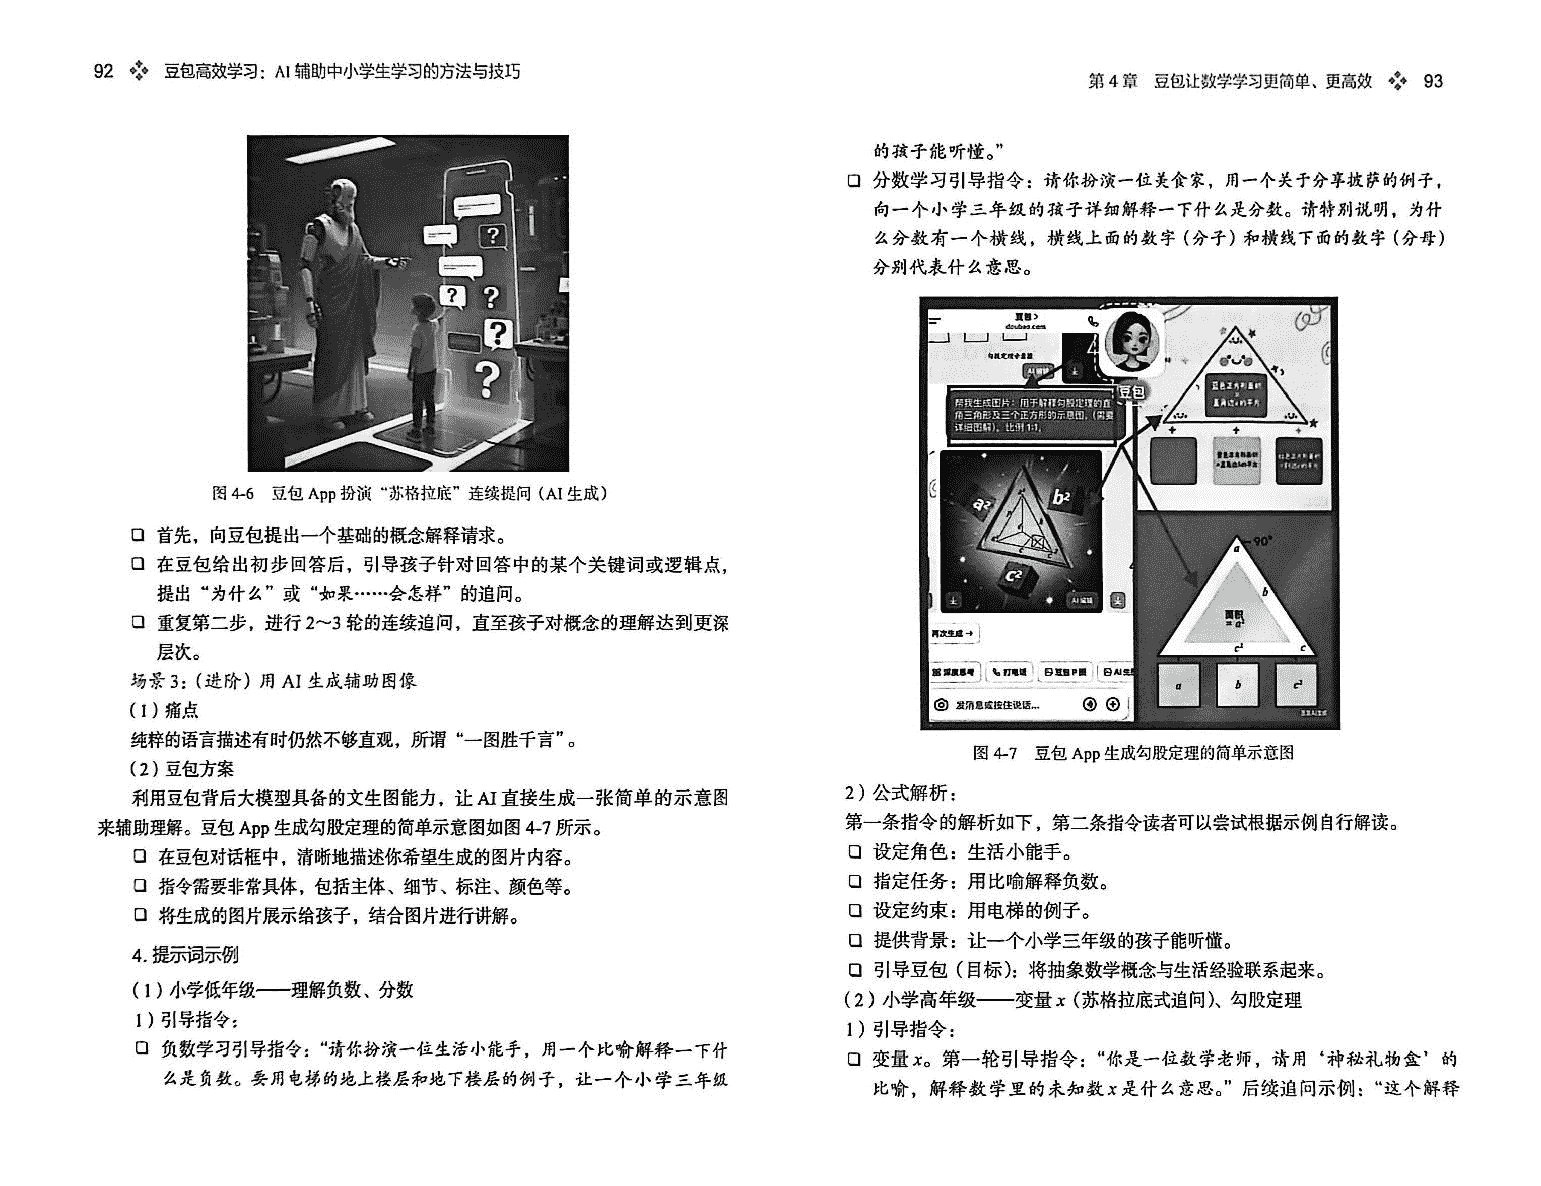 92 豆包高效学习：AI 辅助中小学生学习的方法与技巧
?
?
?
?
?
图 4-6 豆包 App 扮演“苏格拉底”连续提问（AI 生成）
❏ 首先，向豆包提出一个基础的概念解释请求。
❏ 在豆包给出初步回答后，引导孩子针对回答中的某个关键词或逻辑点，
提出“为什么”或“如果……会怎样”的追问。
❏ 重复第二步，进行 2～3 轮的连续追问，直至孩子对概念的理解达到更深
层次。
场景 3：（进阶）用 AI 生成辅助图像
（1）痛点
纯粹的语言描述有时仍然不够直观，所谓“一图胜千言”。
（2）豆包方案
利用豆包背后大模型具备的文生图能力，让 AI 直接生成一张简单的示意图
来辅助理解。豆包 App 生成勾股定理的简单示意图如图 4-7 所示。
❏ 在豆包对话框中，清晰地描述你希望生成的图片内容。
❏ 指令需要非常具体，包括主体、细节、标注、颜色等。
❏ 将生成的图片展示给孩子，结合图片进行讲解。
4. 提示词示例
（1）小学低年级——理解负数、分数
1）引导指令：
❏ 负数学习引导指令：“请你扮演一位生活小能手，用一个比喻解释一下什
么是负数。要用电梯的地上楼层和地下楼层的例子，让一个小学三年级
第 4 章 豆包让数学学习更简单、更高效 93
的孩子能听懂。”
❏ 分数学习引导指令：请你扮演一位美食家，用一个关于分享披萨的例子，
向一个小学三年级的孩子详细解释一下什么是分数。请特别说明，为什
么分数有一个横线，横线上面的数字（分子）和横线下面的数字（分母）
分别代表什么意思。
豆包>
doubao.com
AI编辑
豆包
帮我生成图片：用于解释勾股定理的直
角三角形及三个正方形的示意图，（需要
详细图解），比例 1:1，
a²
b²
c²
AI编辑
再次生成→
深度思考 打电话 豆包P图 AI生
发消息或按住说话...
90°
a
b
面积
= a²
c²
c
a
b
c²
图 4-7 豆包 App 生成勾股定理的简单示意图
2）公式解析：
第一条指令的解析如下，第二条指令读者可以尝试根据示例自行解读。
❏ 设定角色：生活小能手。
❏ 指定任务：用比喻解释负数。
❏ 设定约束：用电梯的例子。
❏ 提供背景：让一个小学三年级的孩子能听懂。
❏ 引导豆包（目标）：将抽象数学概念与生活经验联系起来。
（2）小学高年级——变量 x（苏格拉底式追问）、勾股定理
1）引导指令：
❏ 变量 x。第一轮引导指令：“你是一位数学老师，请用‘神秘礼物盒’的
比喻，解释数学里的未知数 x 是什么意思。”后续追问示例：“这个解释